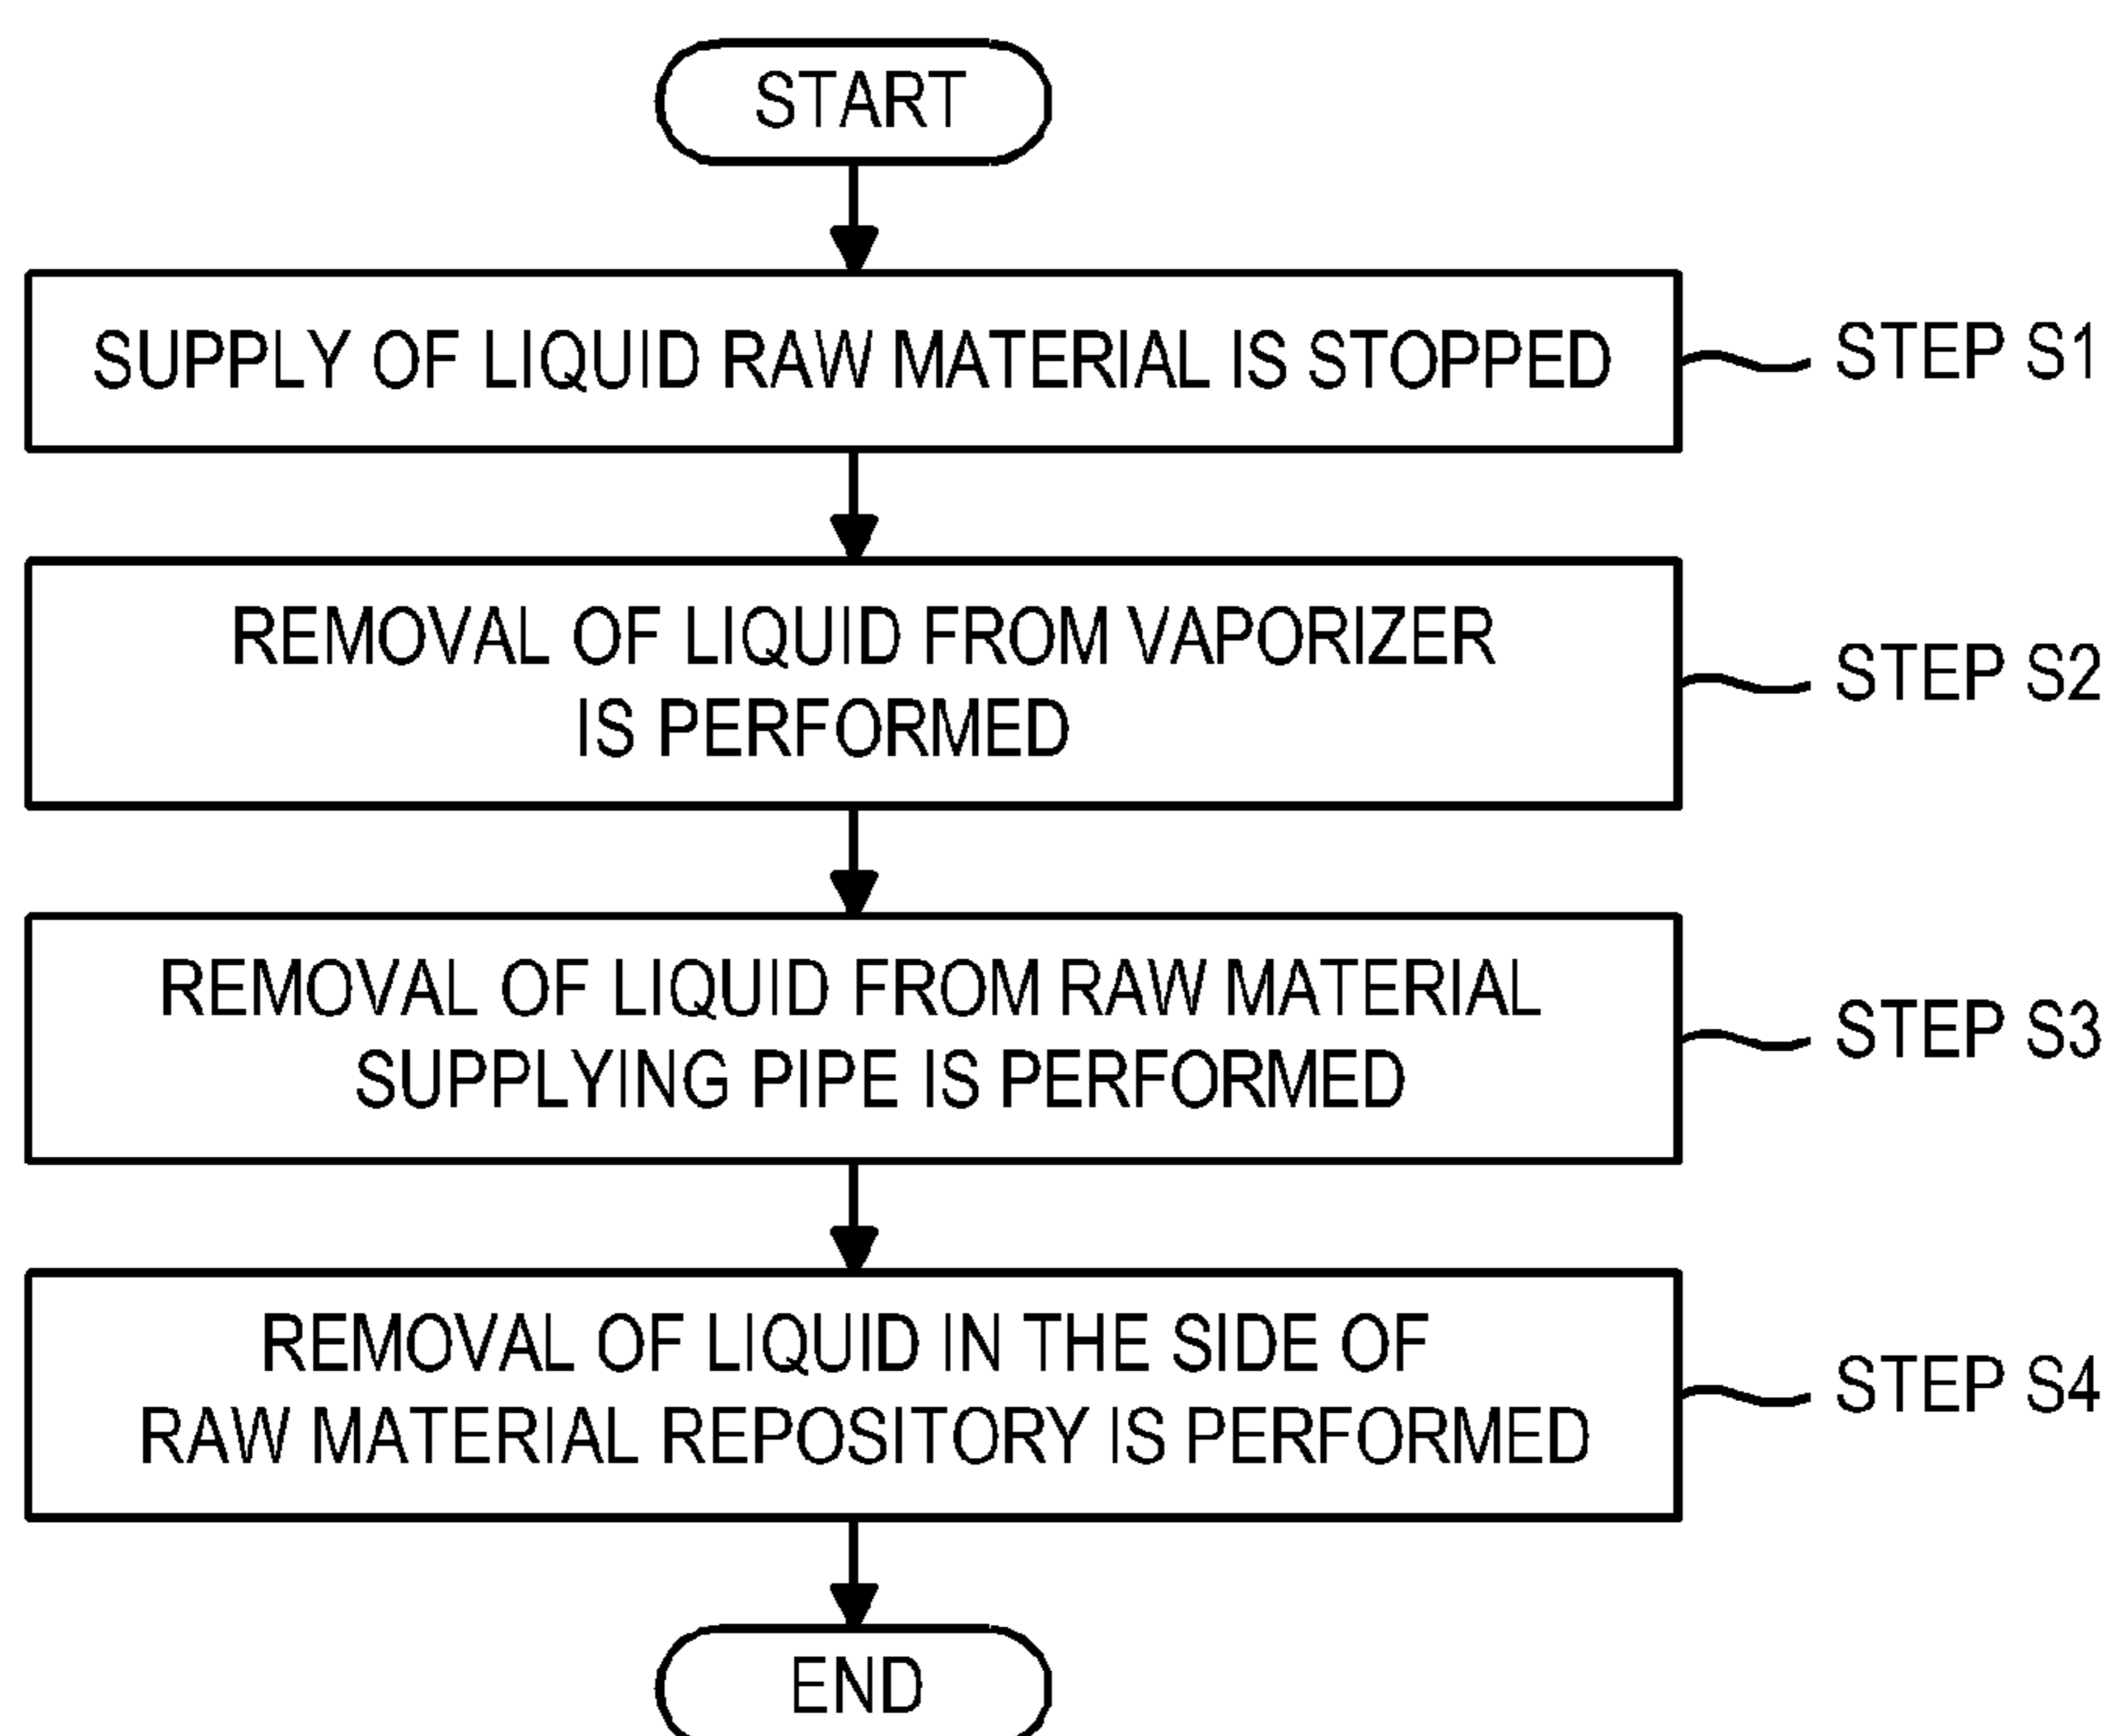 START
SUPPLY OF LIQUID RAW MATERIAL IS STOPPED
STEP S1
REMOVAL OF LIQUID FROM VAPORIZER
IS PERFORMED
STEP S2
REMOVAL OF LIQUID FROM RAW MATERIAL
SUPPLYING PIPE IS PERFORMED
STEP S3
REMOVAL OF LIQUID IN THE SIDE OF
RAW MATERIAL REPOSITORY IS PERFORMED
STEP S4
END